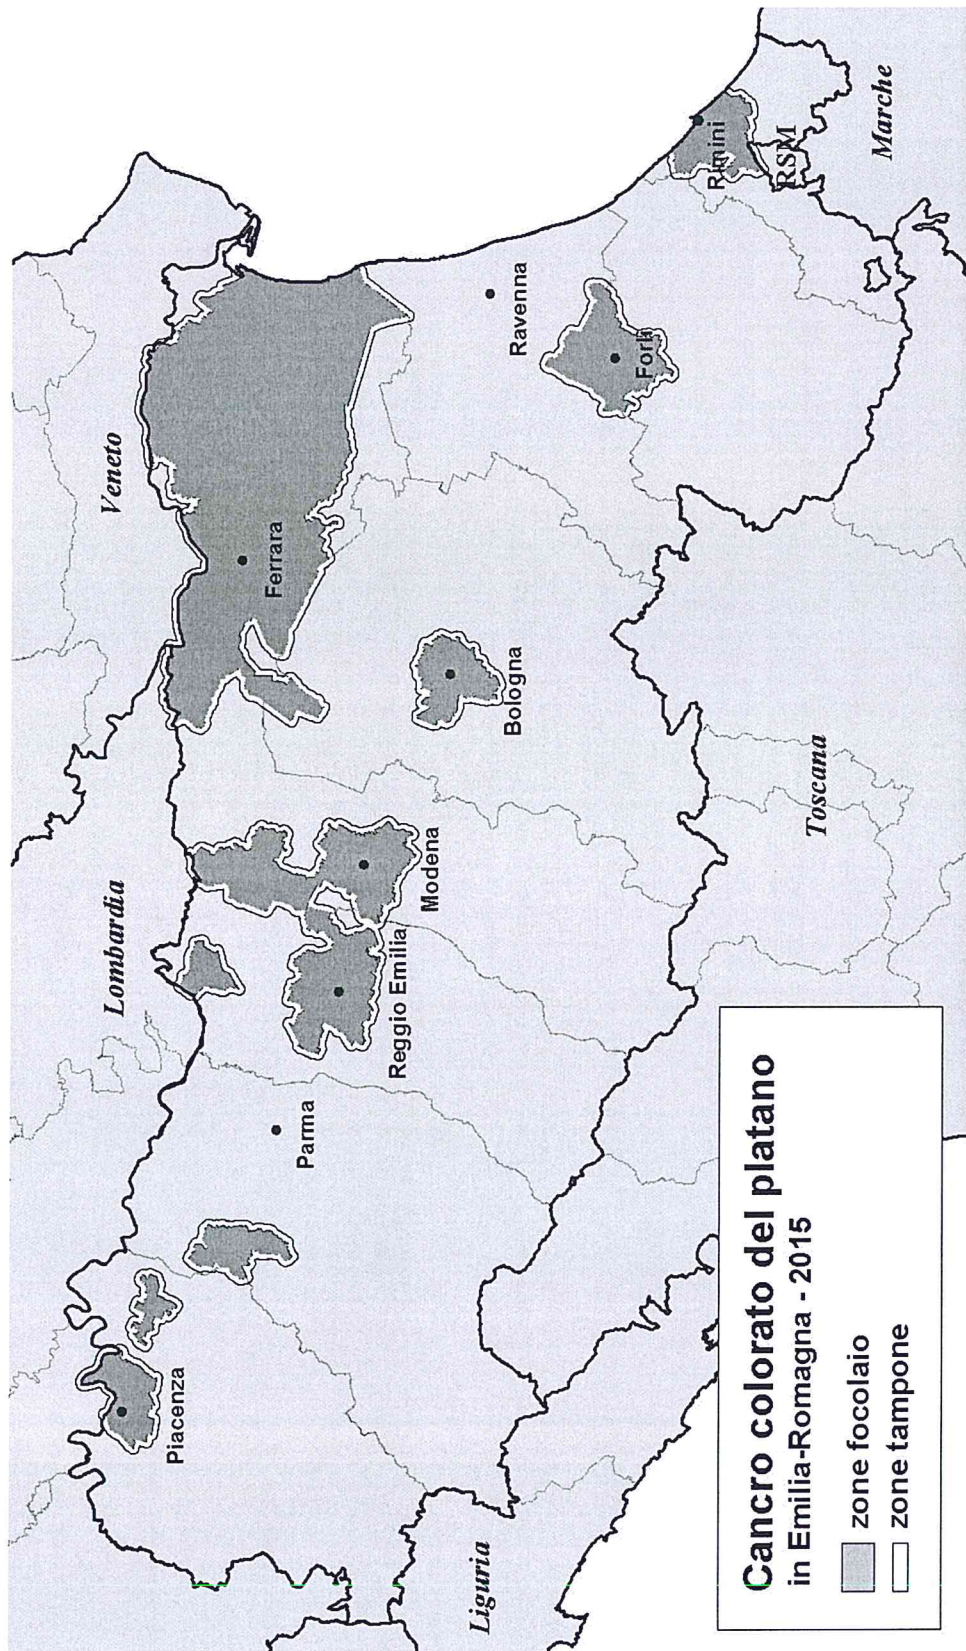 Veneto
Lombardia
Ferrara
Piacenza
Parma
Reggio Emilia
Modena
Bologna
Ravenna
Forlì
Rimini
RSM
Marche
Toscana
Liguria
Cancro colorato del platano
in Emilia-Romagna - 2015
zone focolaio
zone tampone